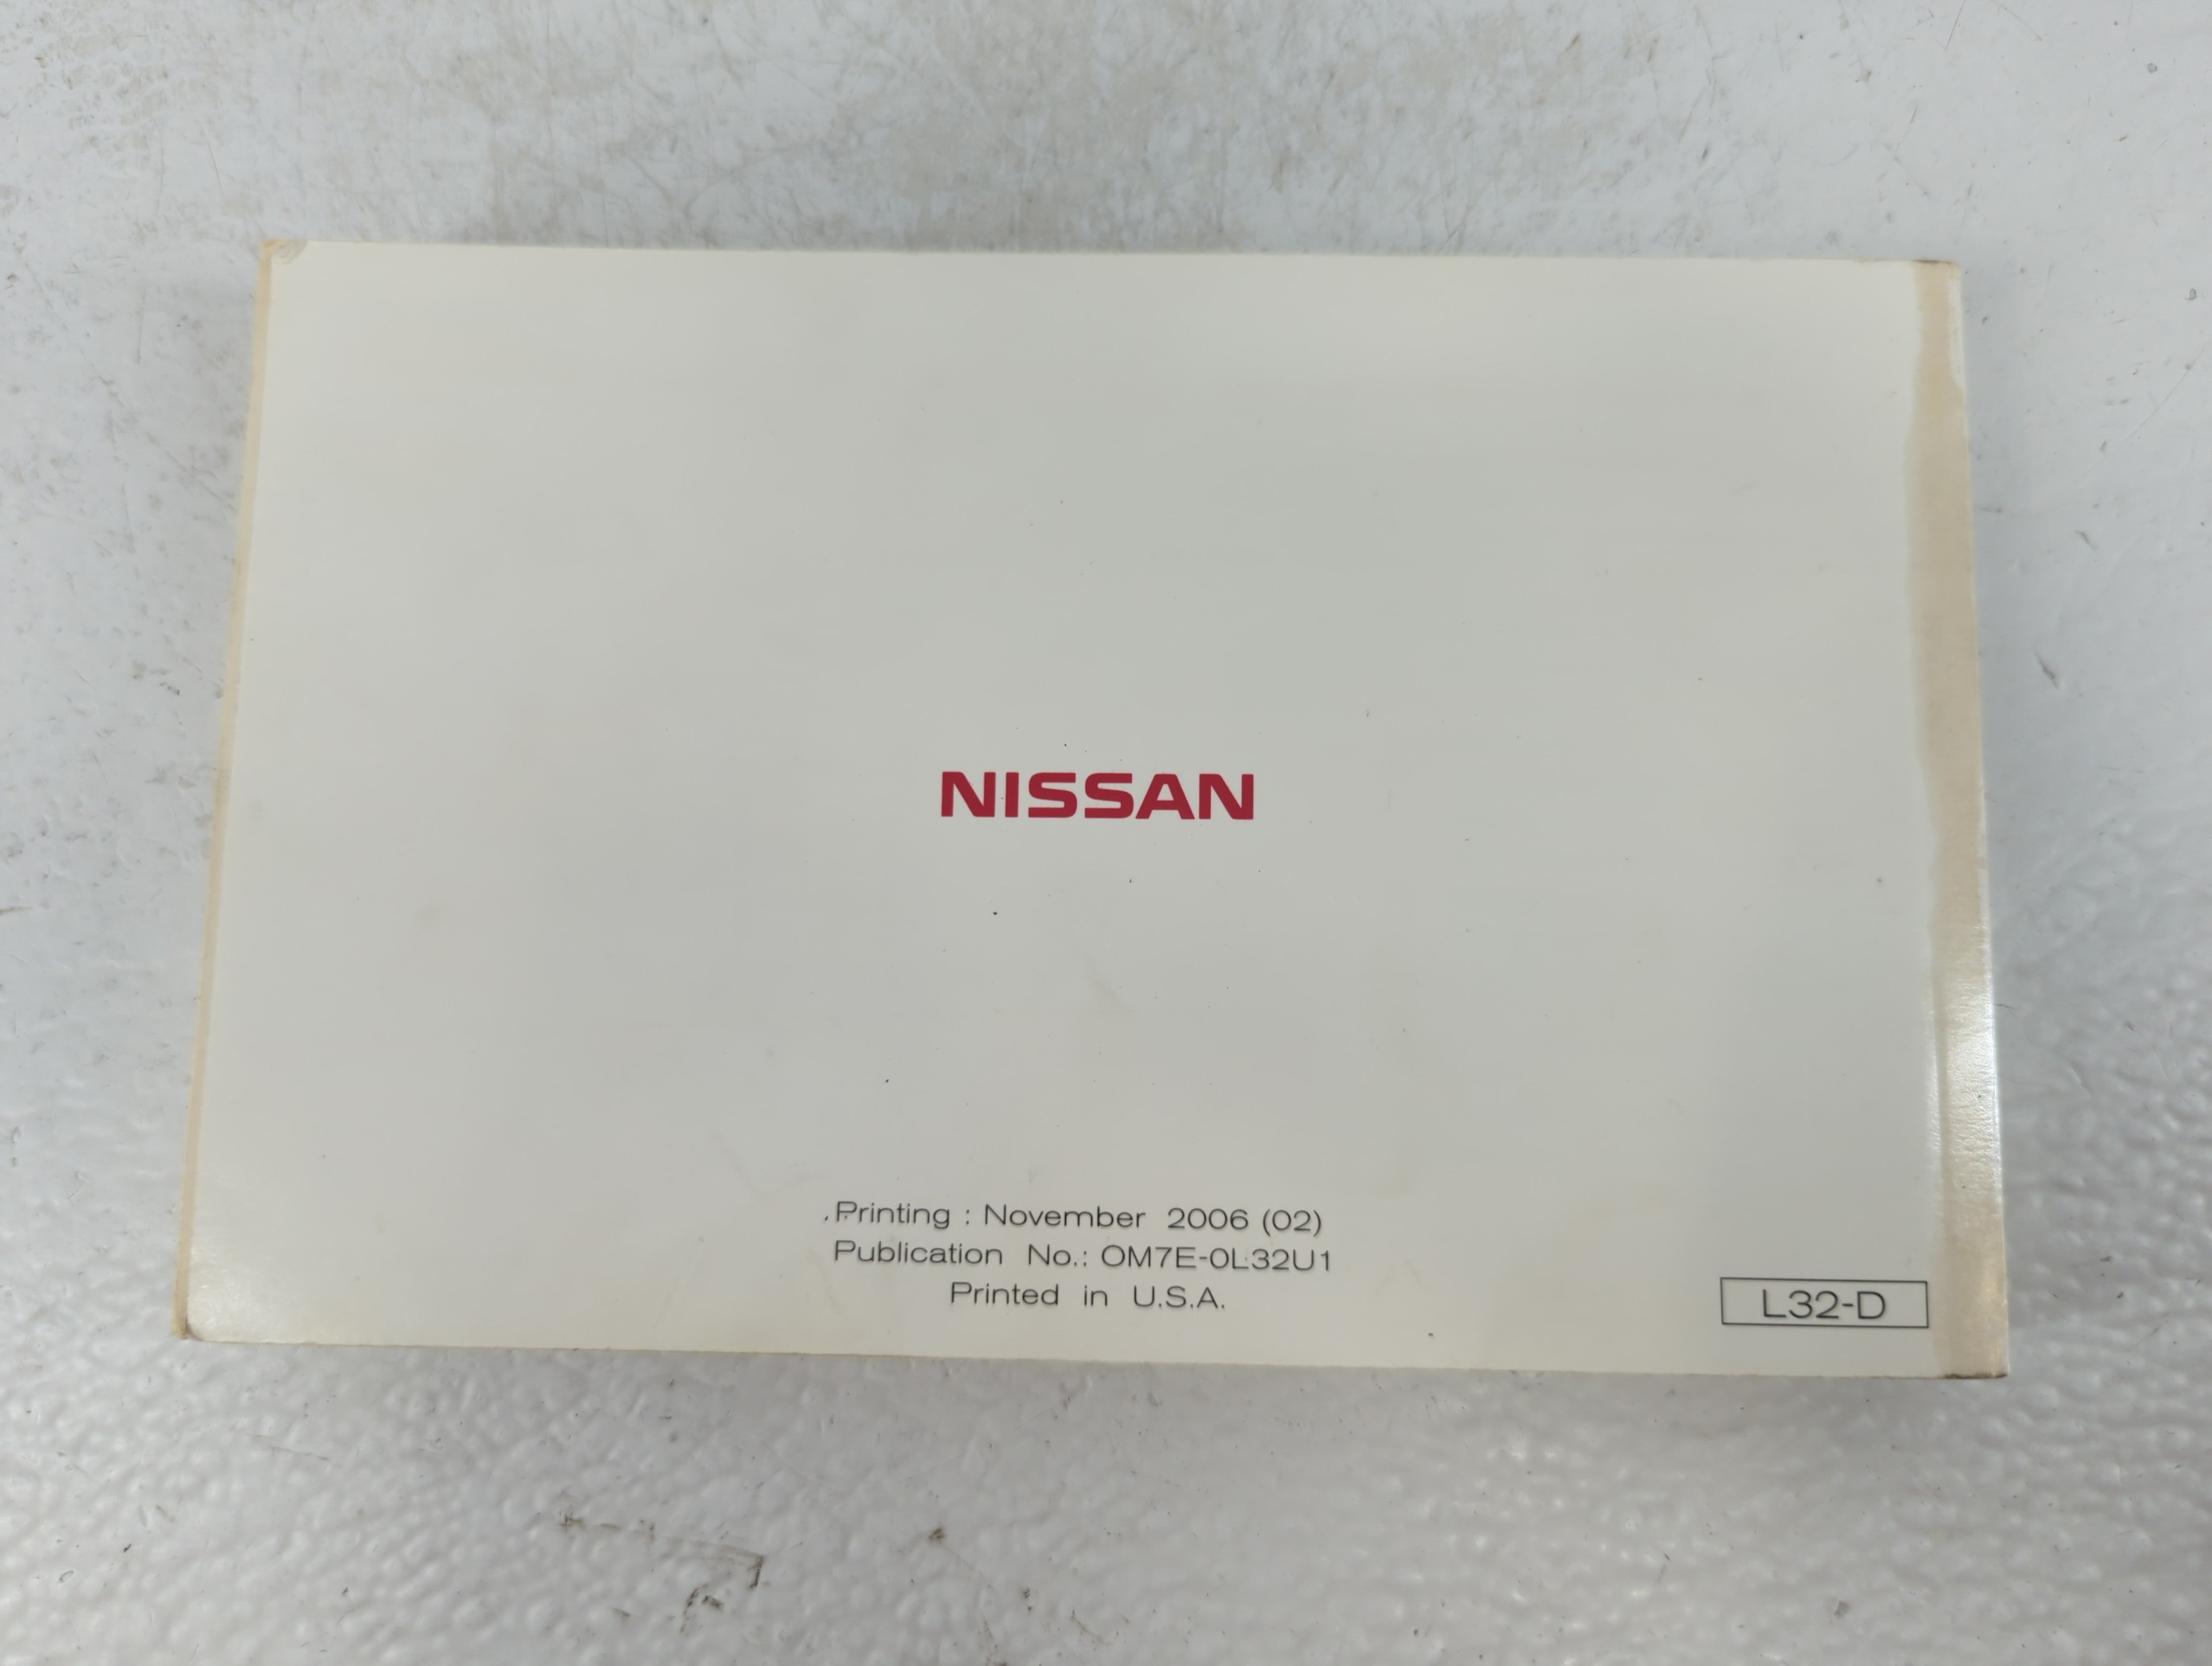 NISSAN
Printing : November 2006 (02)
Publication No.: OM7E-0L32U1
Printed in U.S.A.
L32-D